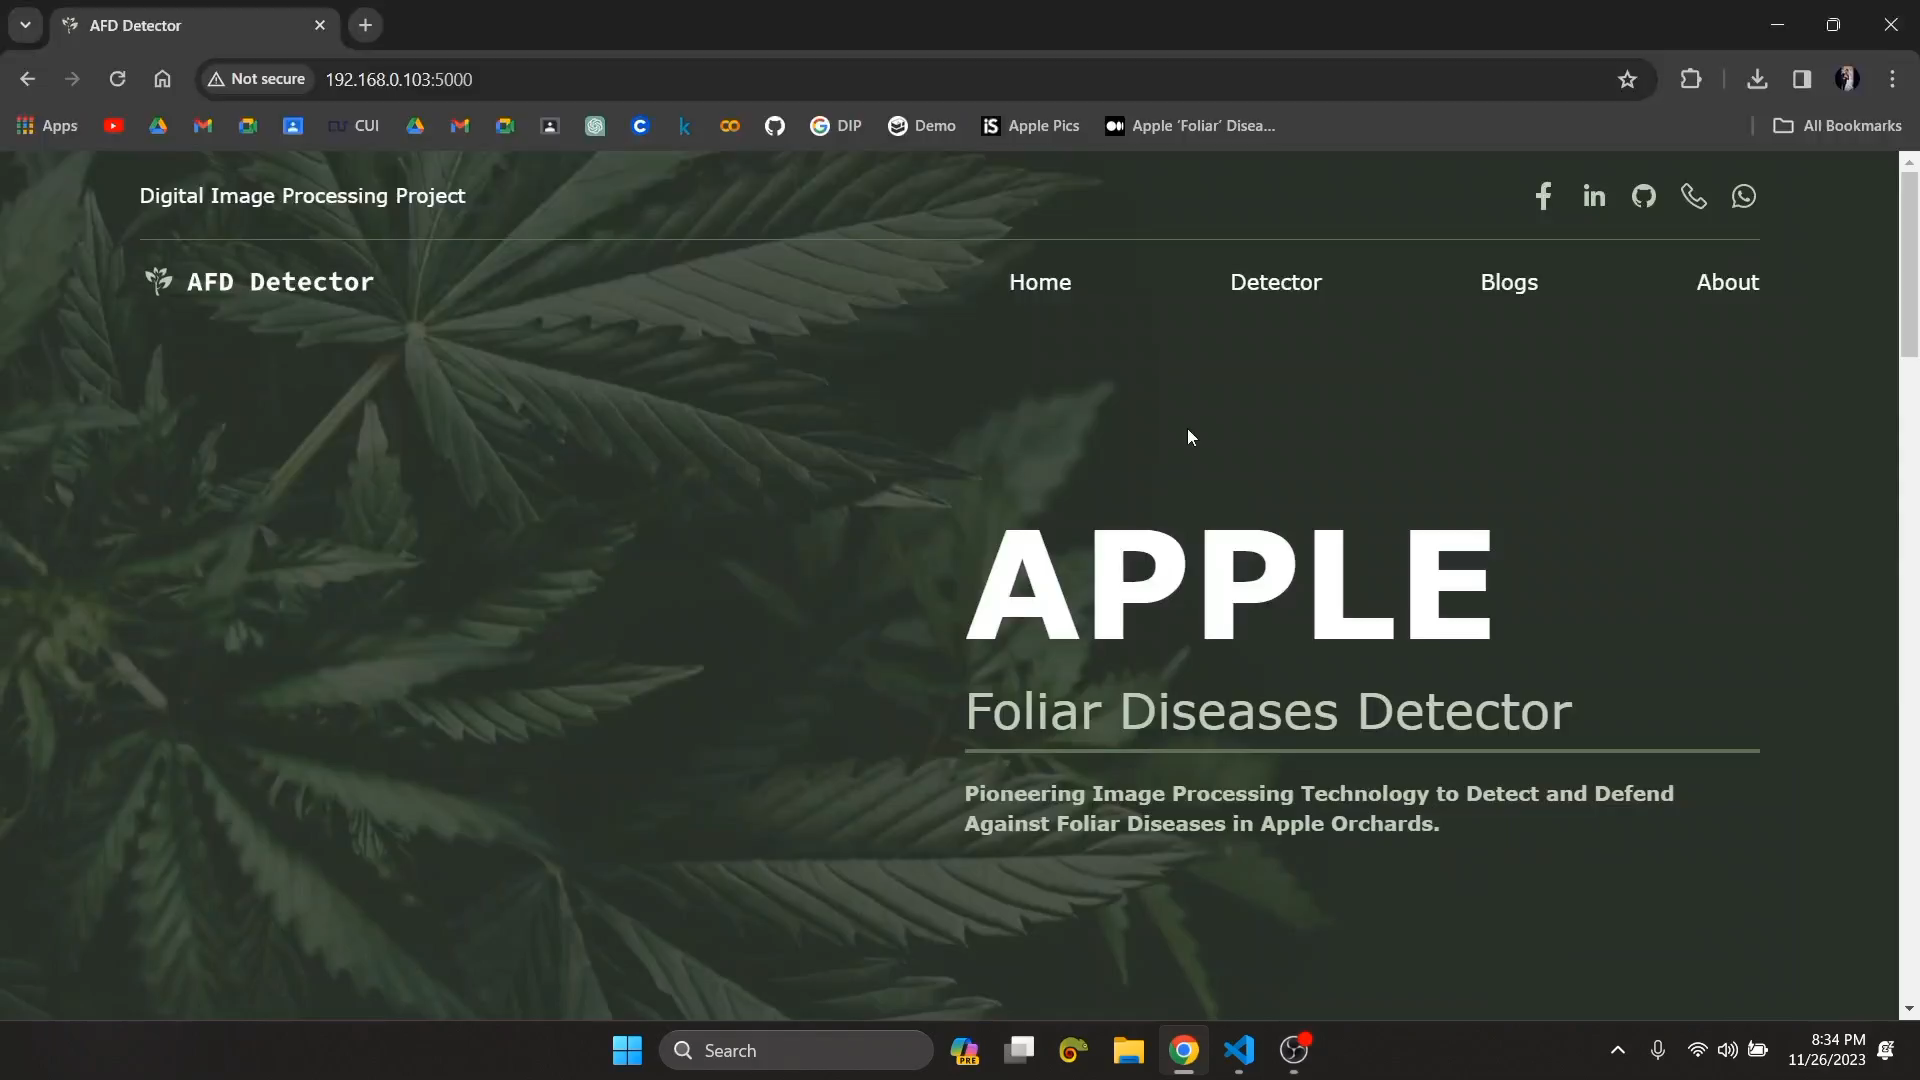 AFD Detector
Not secure
192.168.0.103:5000
Apps
CUI
DIP
Demo
iS
Apple Pics
Apple ‘Foliar’ Disea...
All Bookmarks
Digital Image Processing Project
AFD Detector
Home
Detector
Blogs
About
APPLE
Foliar Diseases Detector
Pioneering Image Processing Technology to Detect and Defend
Against Foliar Diseases in Apple Orchards.
Search
PRE
8:34 PM
11/26/2023